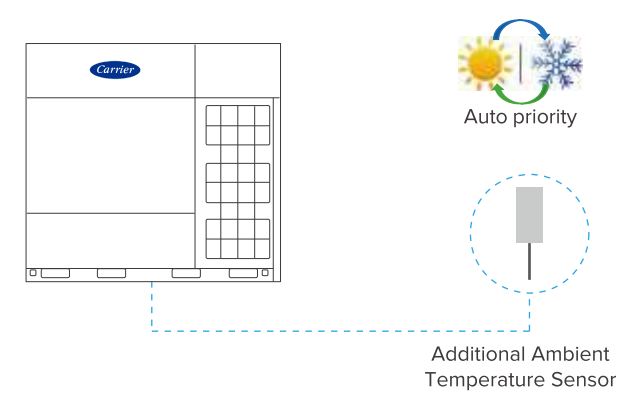 Carrier
Auto priority
Additional Ambient
Temperature Sensor